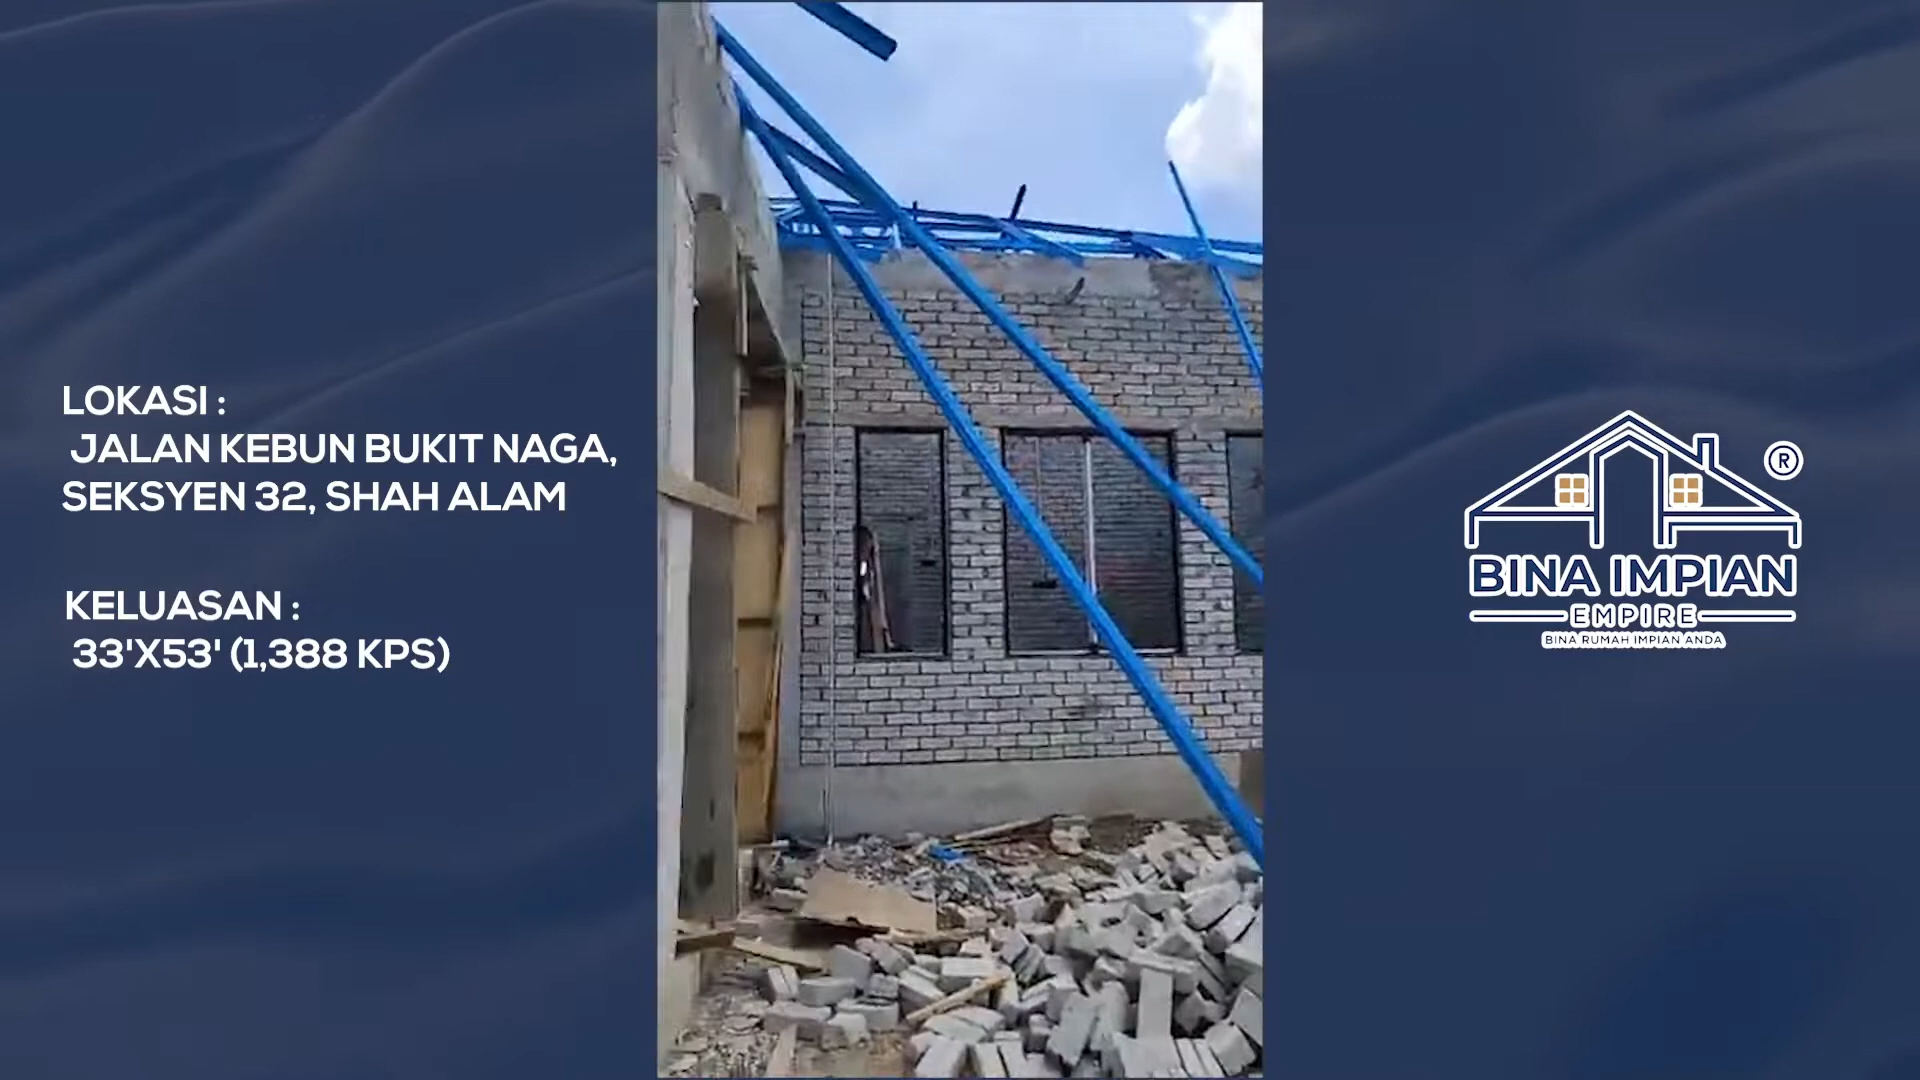 LOKASI :
JALAN KEBUN BUKIT NAGA,
SEKSYEN 32, SHAH ALAM
KELUASAN :
33'X53' (1,388 KPS)
®
BINA IMPIAN
EMPIRE
BINA RUMAH IMPIAN ANDA